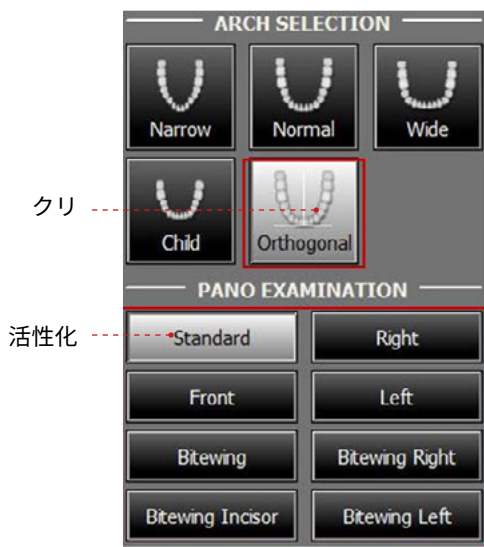 ARCH SELECTION
Narrow Normal Wide
クリ
Child Orthogonal
PANO EXAMINATION
活性化
Standard Right
Front Left
Bitewing Bitewing Right
Bitewing Incisor Bitewing Left